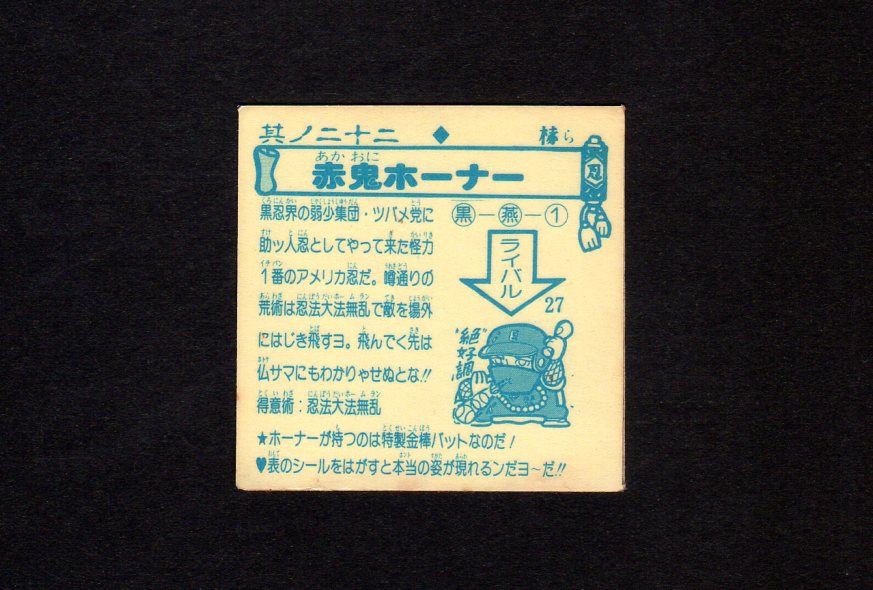 其ノ二十二 ◆ ら
赤鬼ホーナー
あかおに
黒忍界の弱少集団・ツバメ党に
助ッ人忍としてやって来た怪力
1番のアメリカ忍だ。噂通りの
荒術は忍法大法無乱で敵を場外
にはじき飛すヨ。飛んでく先は
仏サマにもわかりゃせぬとな!!
得意術：忍法大法無乱
★ホーナーが持つのは特製金棒バットなのだ!
♥表のシールをはがすと本当の姿が現れるンだヨ〜だ!!
忍
黒－燕－1
ライバル
27
"絶好調"
E